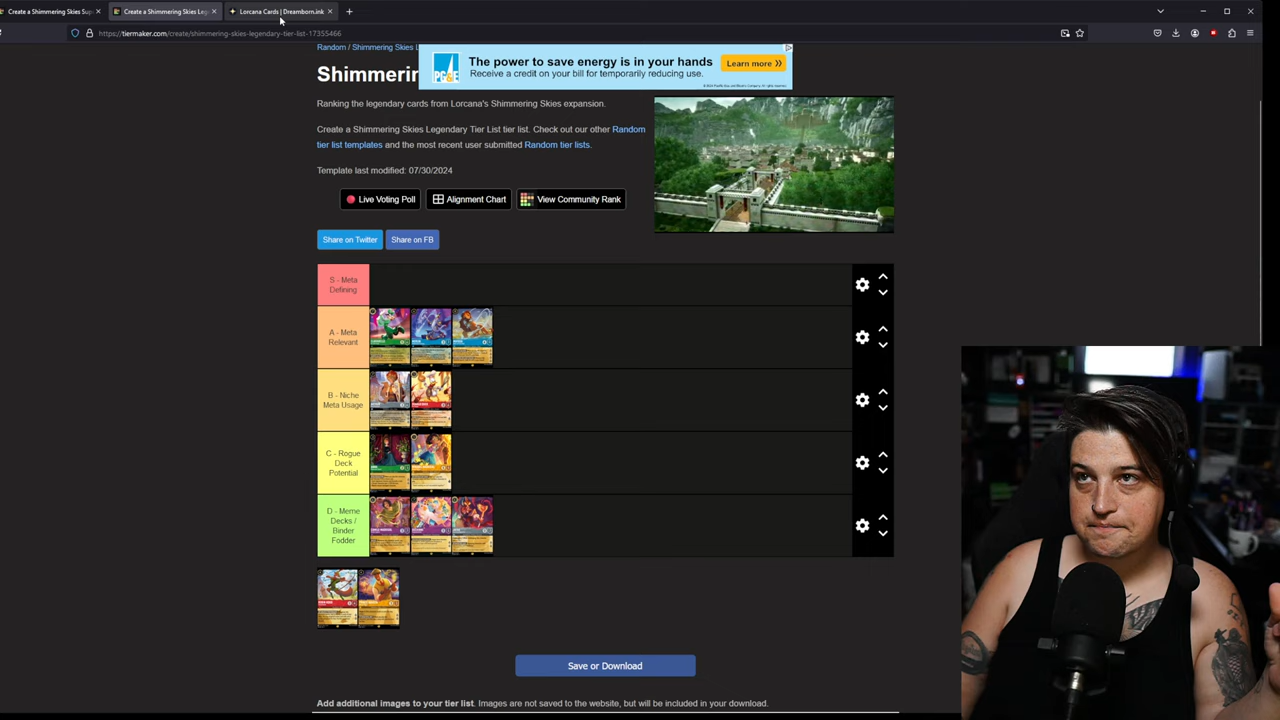 Create a Shimmering Skies Sup
Create a Shimmering Skies Leg
Lorcana Cards | Dreamborn.ink
https://tiermaker.com/create/shimmering-skies-legendary-tier-list-17355466
Random / Shimmering Skies L
The power to save energy is in your hands
Receive a credit on your bill for temporarily reducing use.
Learn more
Shimmerin
Ranking the legendary cards from Lorcana's Shimmering Skies expansion.
Create a Shimmering Skies Legendary Tier List tier list. Check out our other Random
tier list templates and the most recent user submitted Random tier lists.
Template last modified: 07/30/2024
Live Voting Poll
Alignment Chart
View Community Rank
Share on Twitter
Share on FB
S - Meta
Defining
A - Meta
Relevant
B - Niche
Meta Usage
C - Rogue
Deck
Potential
D - Meme
Decks /
Binder
Fodder
Save or Download
Add additional images to your tier list. Images are not saved to the website, but will be included in your download.